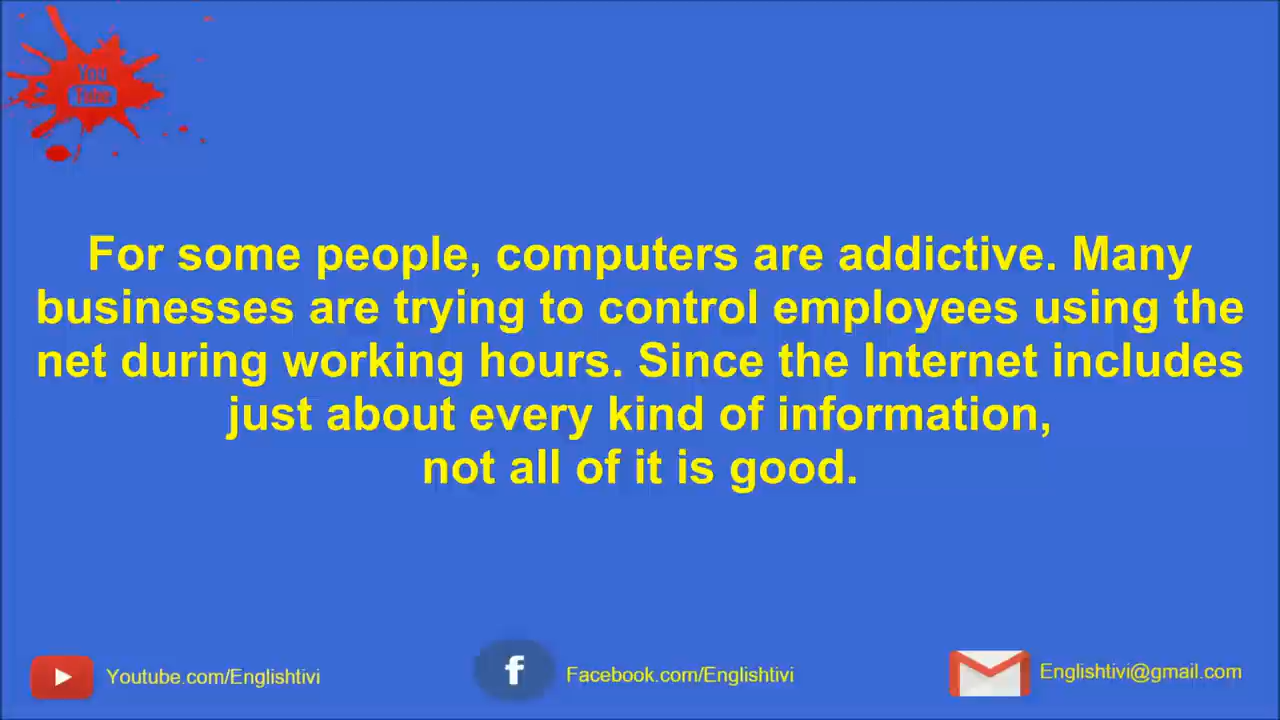 You
Tube
For some people, computers are addictive. Many
businesses are trying to control employees using the
net during working hours. Since the Internet includes
just about every kind of information,
not all of it is good.
Youtube.com/Englishtivi
f
Facebook.com/Englishtivi
Englishtivi@gmail.com